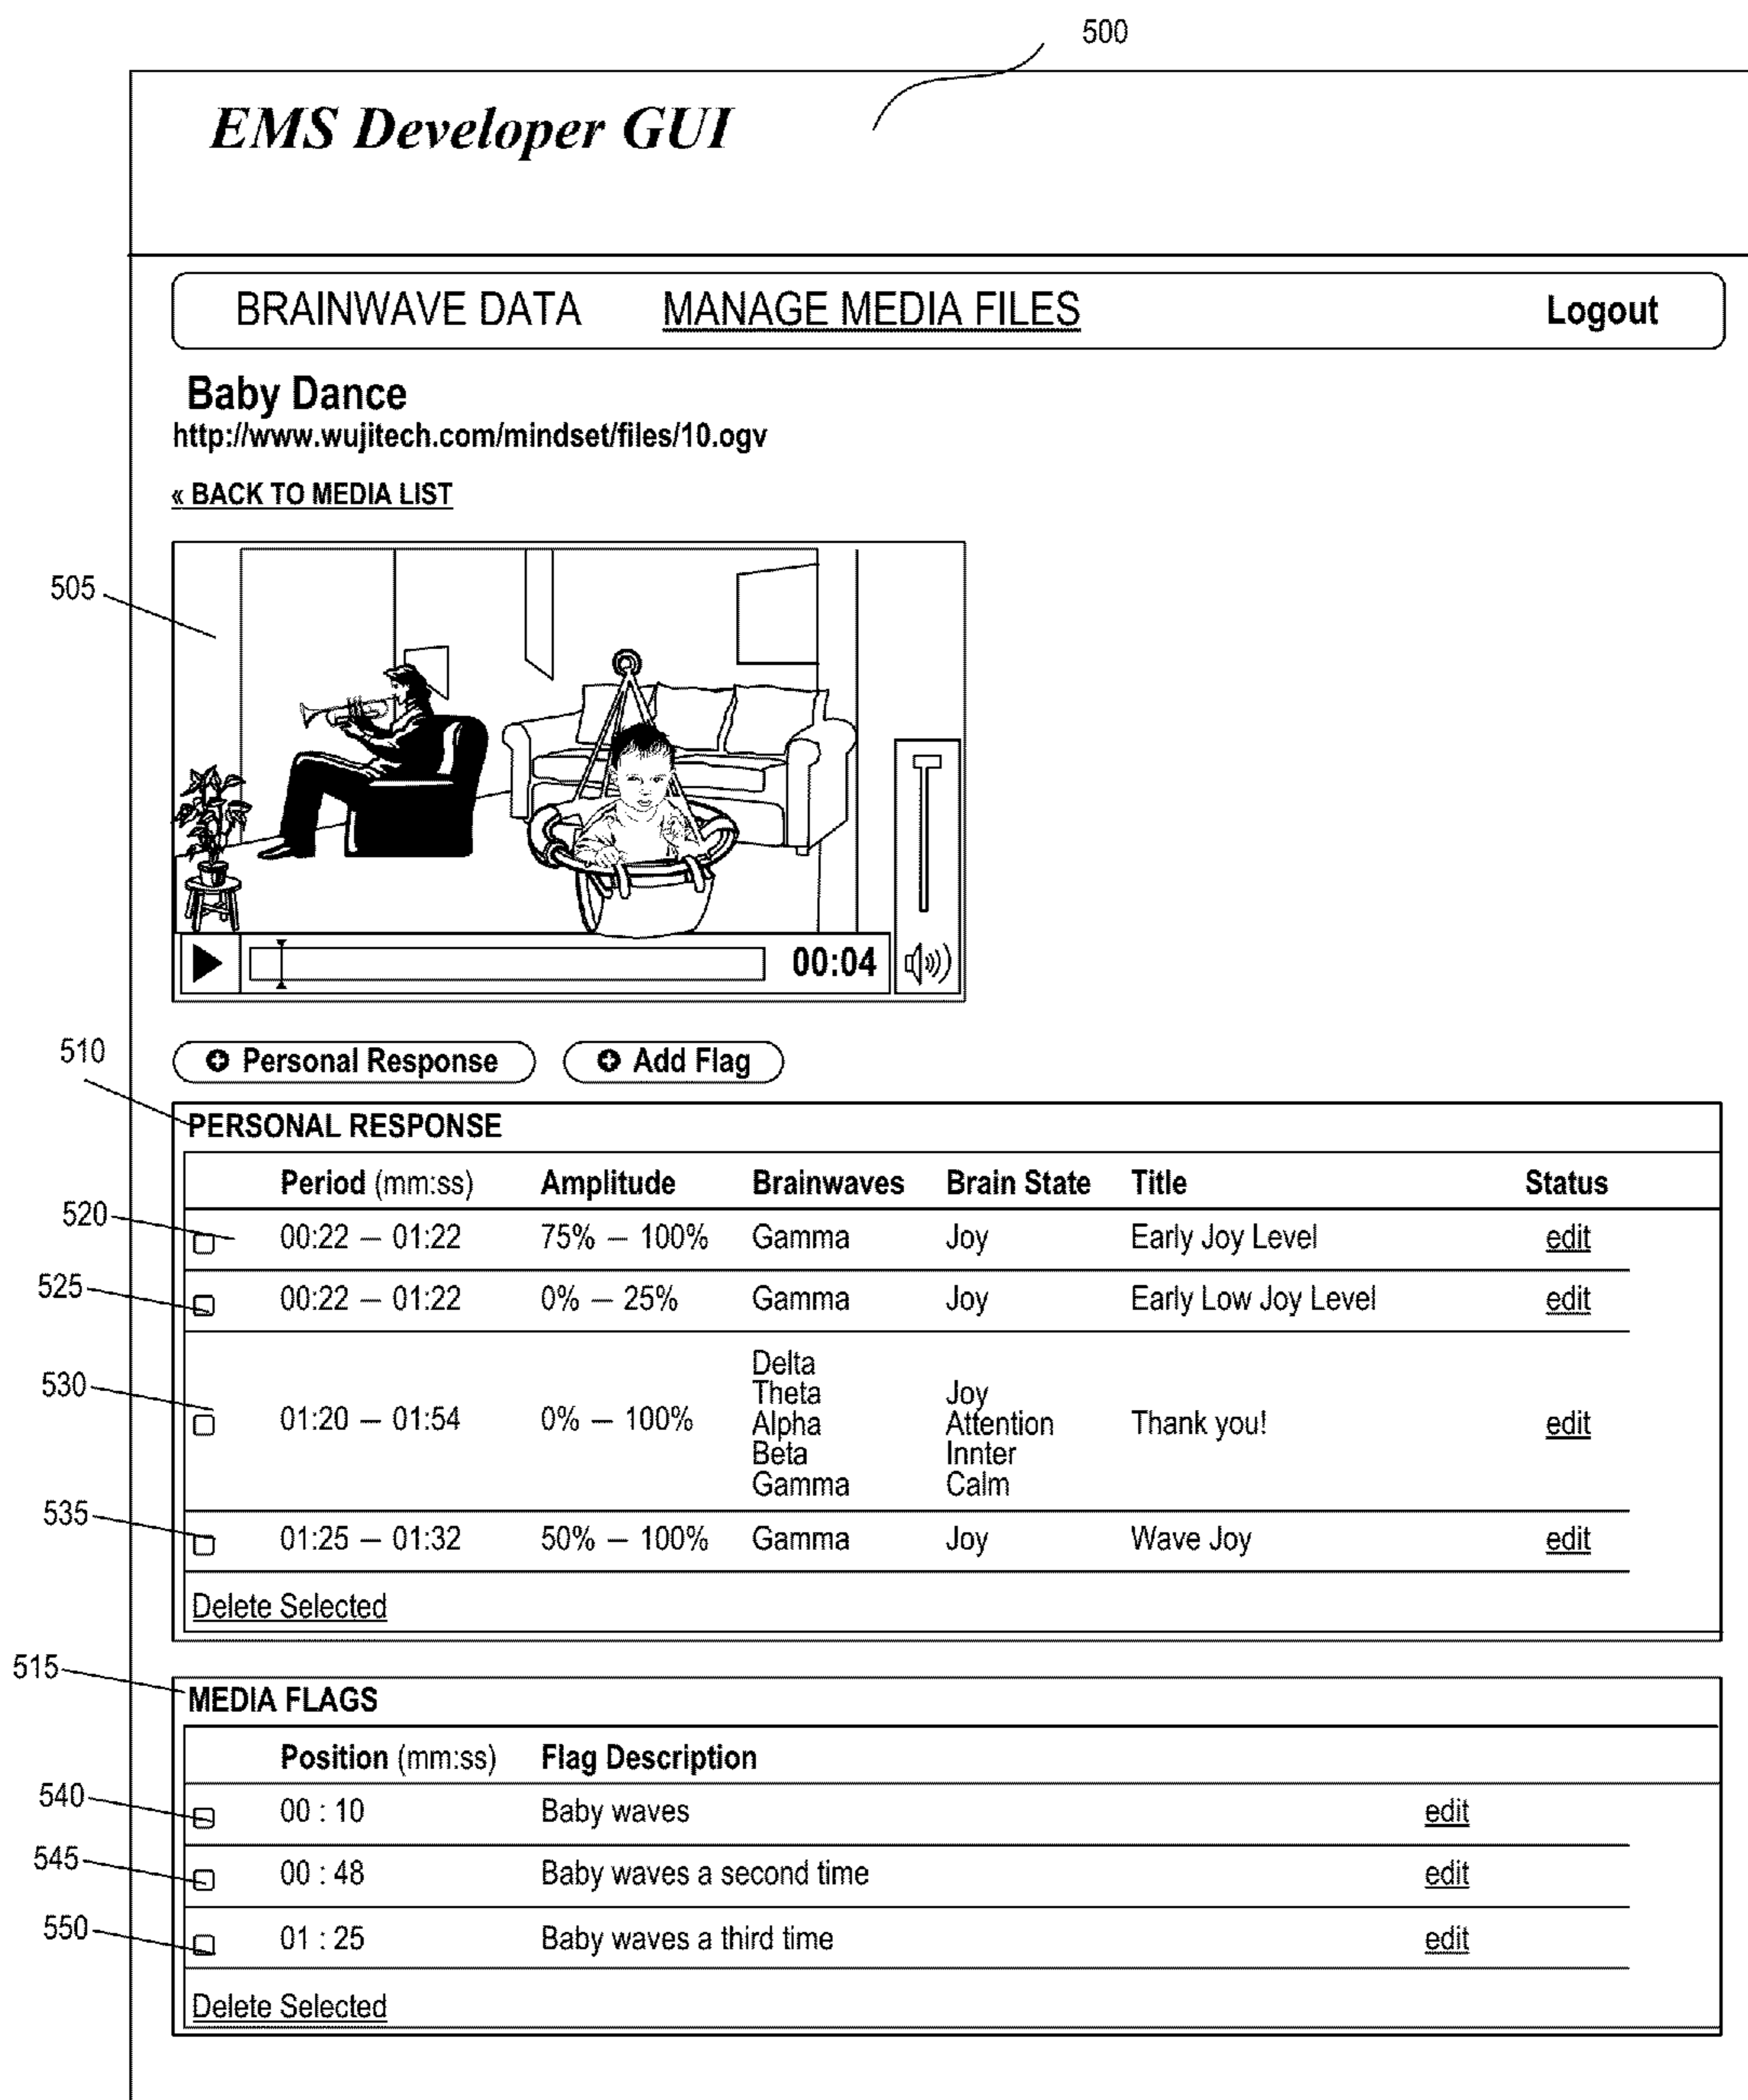 500
EMS Developer GUI
BRAINWAVE DATA MANAGE MEDIA FILES Logout
Baby Dance
http://www.wujitech.com/mindset/files/10.ogv
« BACK TO MEDIA LIST
505
00:04
510
Personal Response Add Flag
PERSONAL RESPONSE
Period (mm:ss) Amplitude Brainwaves Brain State Title Status
520 00:22 – 01:22 75% – 100% Gamma Joy Early Joy Level edit
525 00:22 – 01:22 0% – 25% Gamma Joy Early Low Joy Level edit
Delta
530 Theta Joy
01:20 – 01:54 0% – 100% Alpha Attention Thank you! edit
Beta Innter
Gamma Calm
535 01:25 – 01:32 50% – 100% Gamma Joy Wave Joy edit
Delete Selected
515
MEDIA FLAGS
Position (mm:ss) Flag Description
540 00 : 10 Baby waves edit
545 00 : 48 Baby waves a second time edit
550 01 : 25 Baby waves a third time edit
Delete Selected